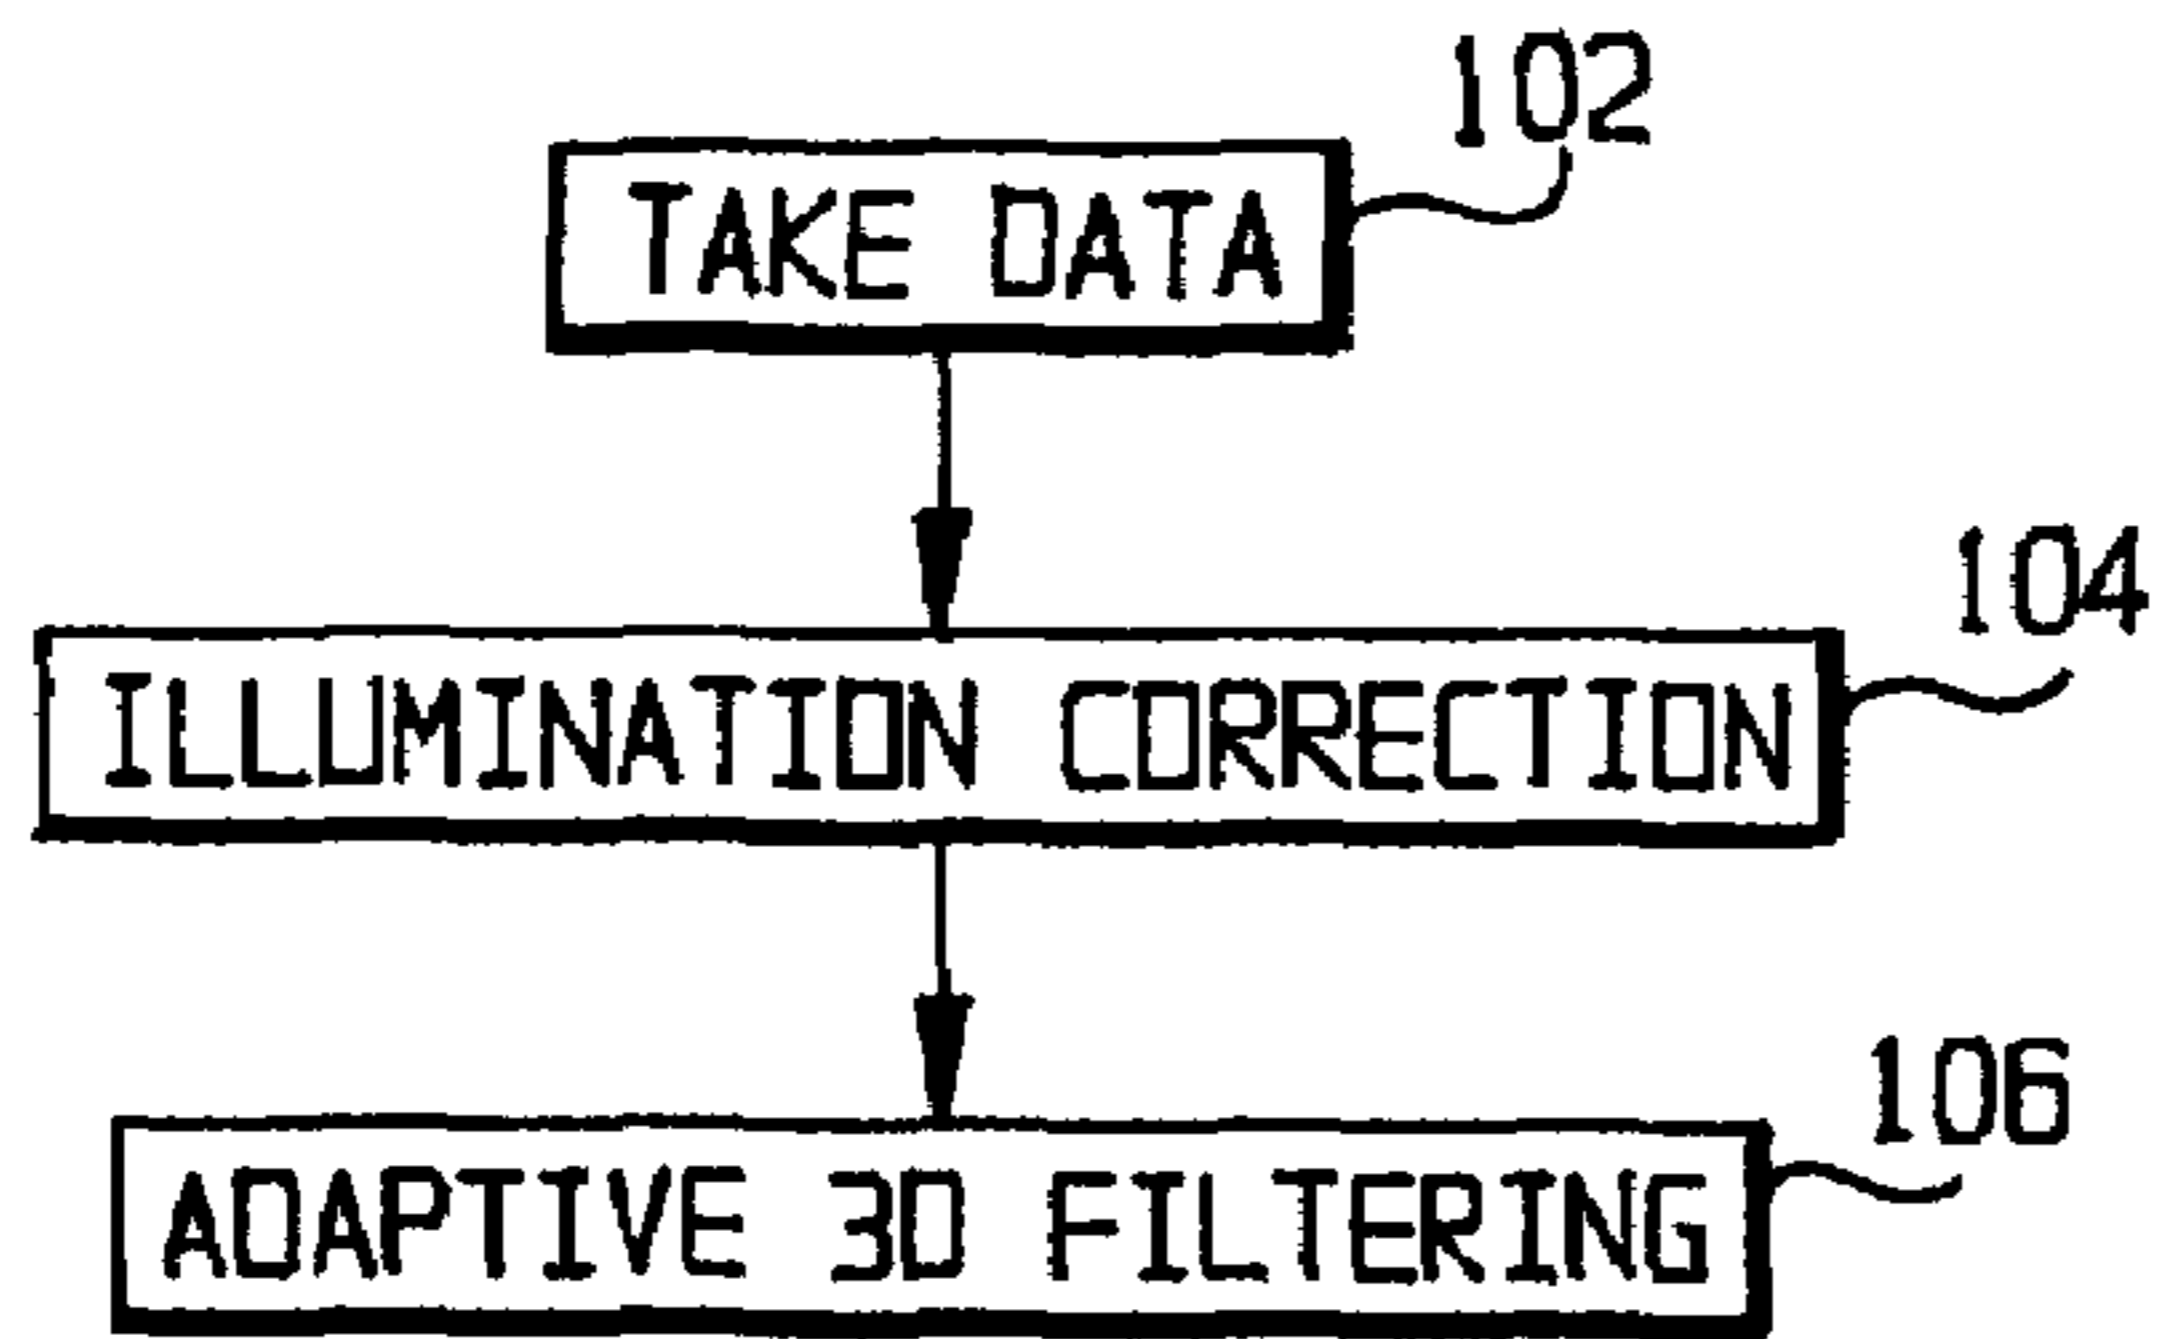 102
TAKE DATA
104
ILLUMINATION CORRECTION
106
ADAPTIVE 3D FILTERING